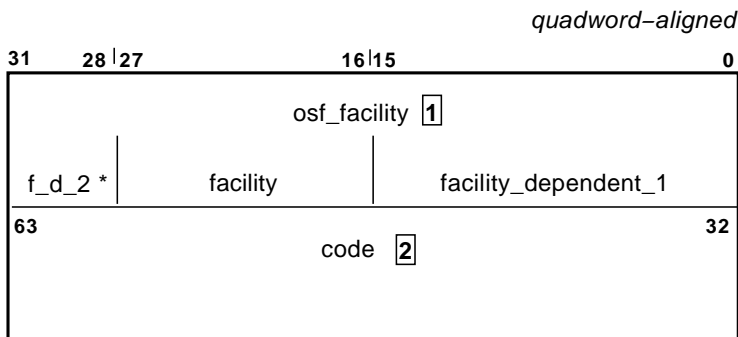 quadword–aligned
31 28 27 16 15 0
osf_facility 1
f_d_2 * facility facility_dependent_1
63 32
code 2